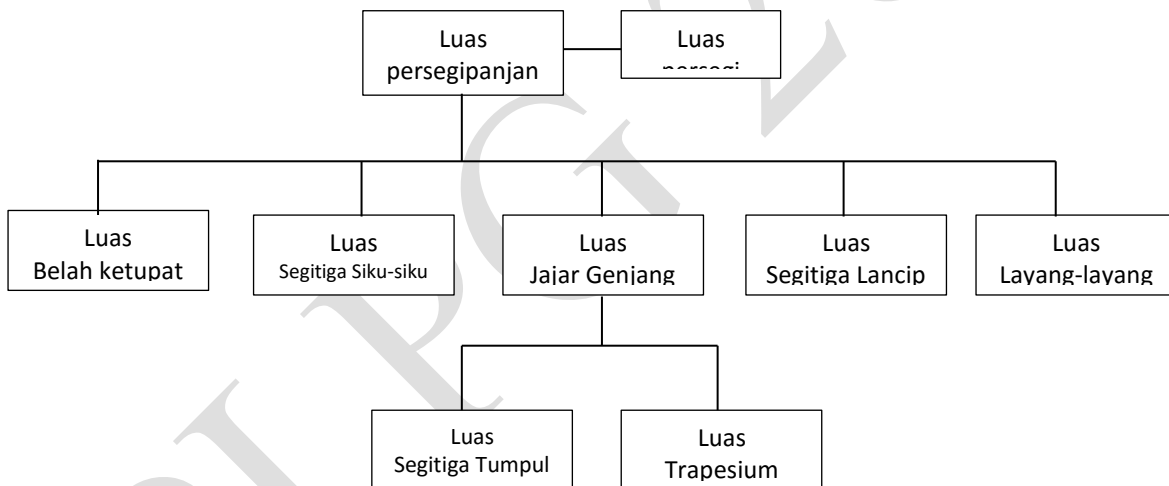 Luas
persegipanjan
Luas
persegi
Luas
Belah ketupat
Luas
Segitiga Siku-siku
Luas
Jajar Genjang
Luas
Segitiga Lancip
Luas
Layang-layang
Luas
Segitiga Tumpul
Luas
Trapesium